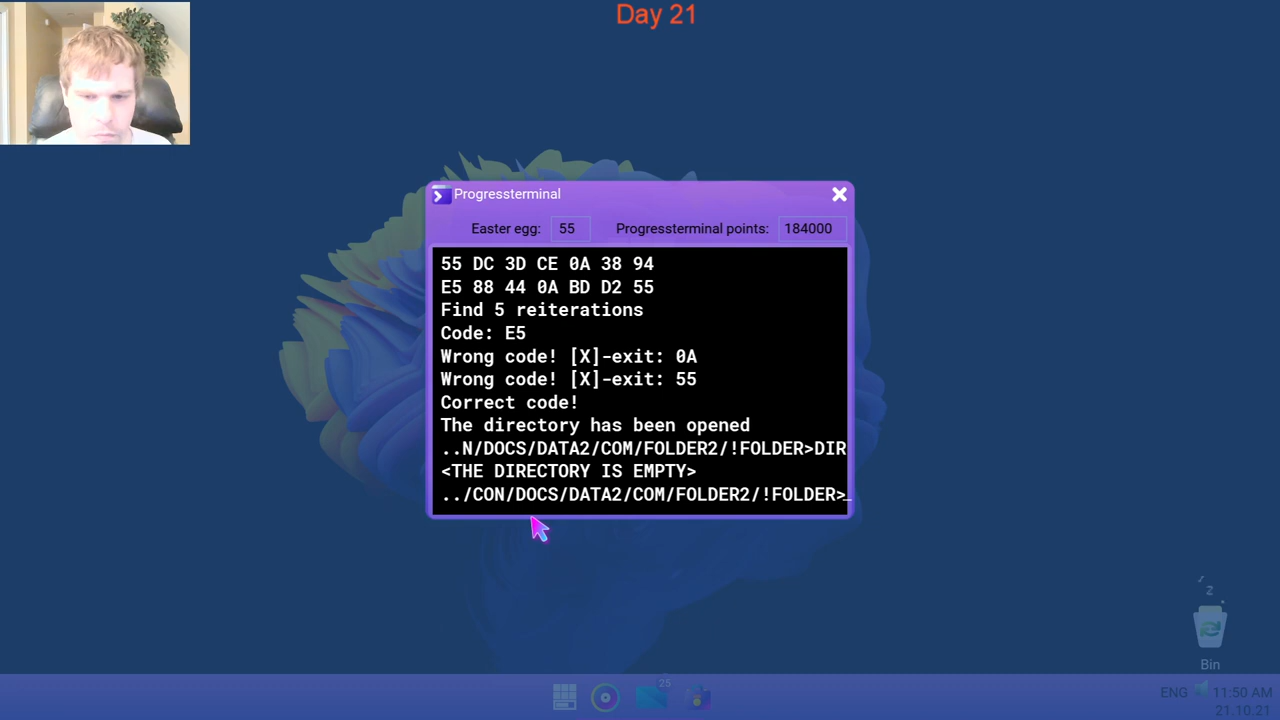 Day 21
Progressterminal
Easter egg: 55 Progressterminal points: 184000
55 DC 3D CE 0A 38 94
E5 88 44 0A BD D2 55
Find 5 reiterations
Code: E5
Wrong code! [X]-exit: 0A
Wrong code! [X]-exit: 55
Correct code!
The directory has been opened
..N/DOCS/DATA2/COM/FOLDER2/!FOLDER>DIR
<THE DIRECTORY IS EMPTY>
../CON/DOCS/DATA2/COM/FOLDER2/!FOLDER>_
z
Bin
25
ENG 11:50 AM
21.10.21